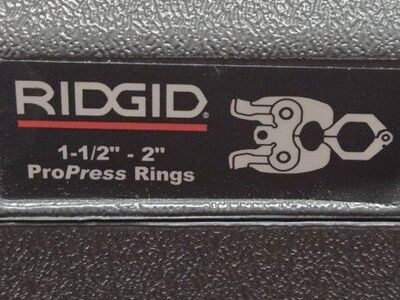 RIDGID®
1-1/2" - 2"
ProPress Rings